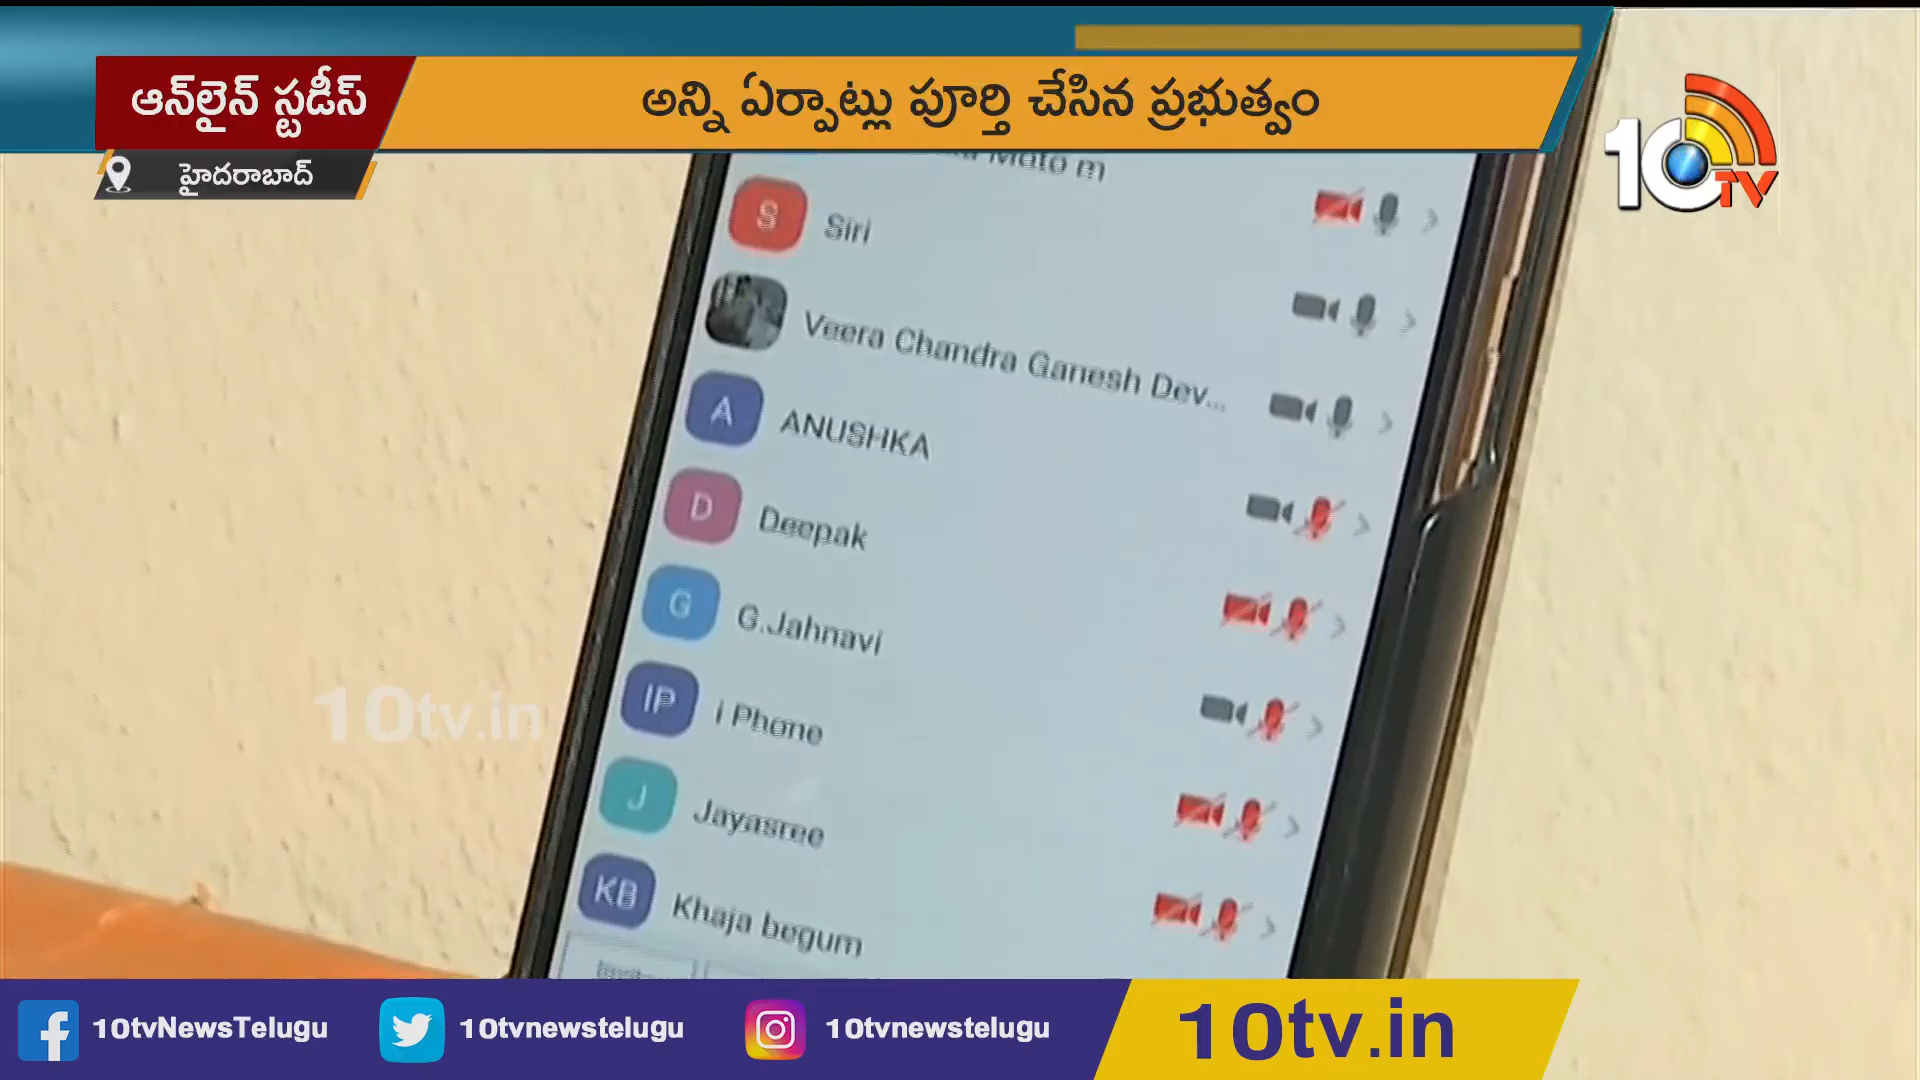 ఆన్‌లైన్ స్టడీస్
అన్ని ఏర్పాట్లు పూర్తి చేసిన ప్రభుత్వం
హైదరాబాద్
10TV
Moto m
S Siri
Veera Chandra Ganesh Dev...
A ANUSHKA
D Deepak
G G.Jahnavi
IP i Phone
J Jayasree
KB Khaja begum
10tv.in
10tvNewsTelugu
10tvnewstelugu
10tvnewstelugu
10tv.in